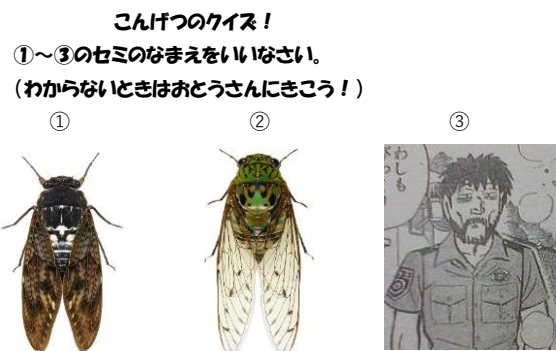 こんげつのクイズ！
①～③のセミのなまえをいいなさい。
（わからないときはおとうさんにきこう！）
① ② ③
わしも